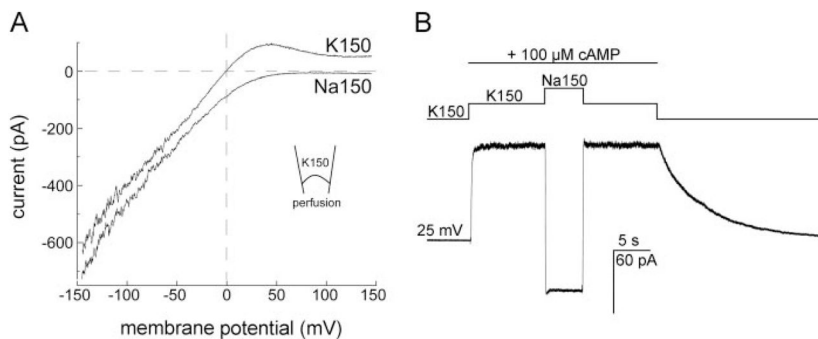 A
B
K150
Na150
K150
perfusion
current (pA)
0
-200
-400
-600
-150
-100
-50
0
50
100
150
membrane potential (mV)
+ 100 µM cAMP
Na150
K150
K150
25 mV
5 s
60 pA